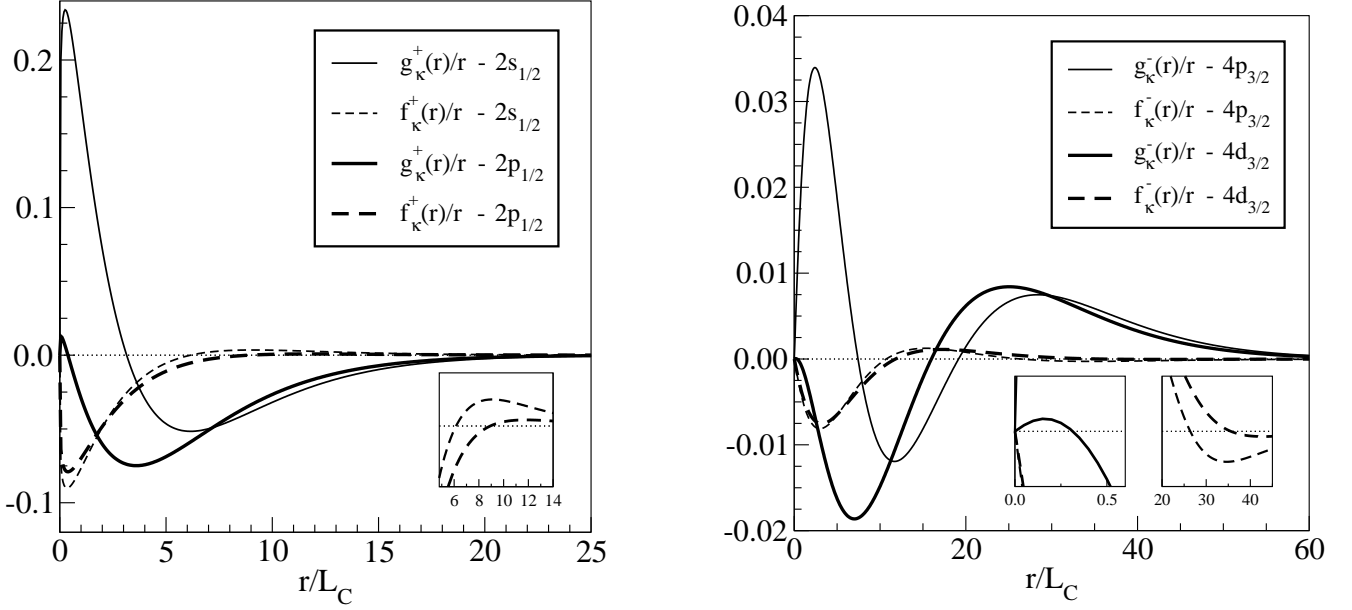 0.2
0.1
0.0
-0.1
g⁺κ(r)/r - 2s1/2
f⁺κ(r)/r - 2s1/2
g⁺κ(r)/r - 2p1/2
f⁺κ(r)/r - 2p1/2
6 8 10 12 14
0 5 10 15 20 25
r/LC
0.04
0.03
0.02
0.01
0.00
-0.01
-0.02
g⁻κ(r)/r - 4p3/2
f⁻κ(r)/r - 4p3/2
g⁻κ(r)/r - 4d3/2
f⁻κ(r)/r - 4d3/2
0.0 0.5
20 30 40
0 20 40 60
r/LC